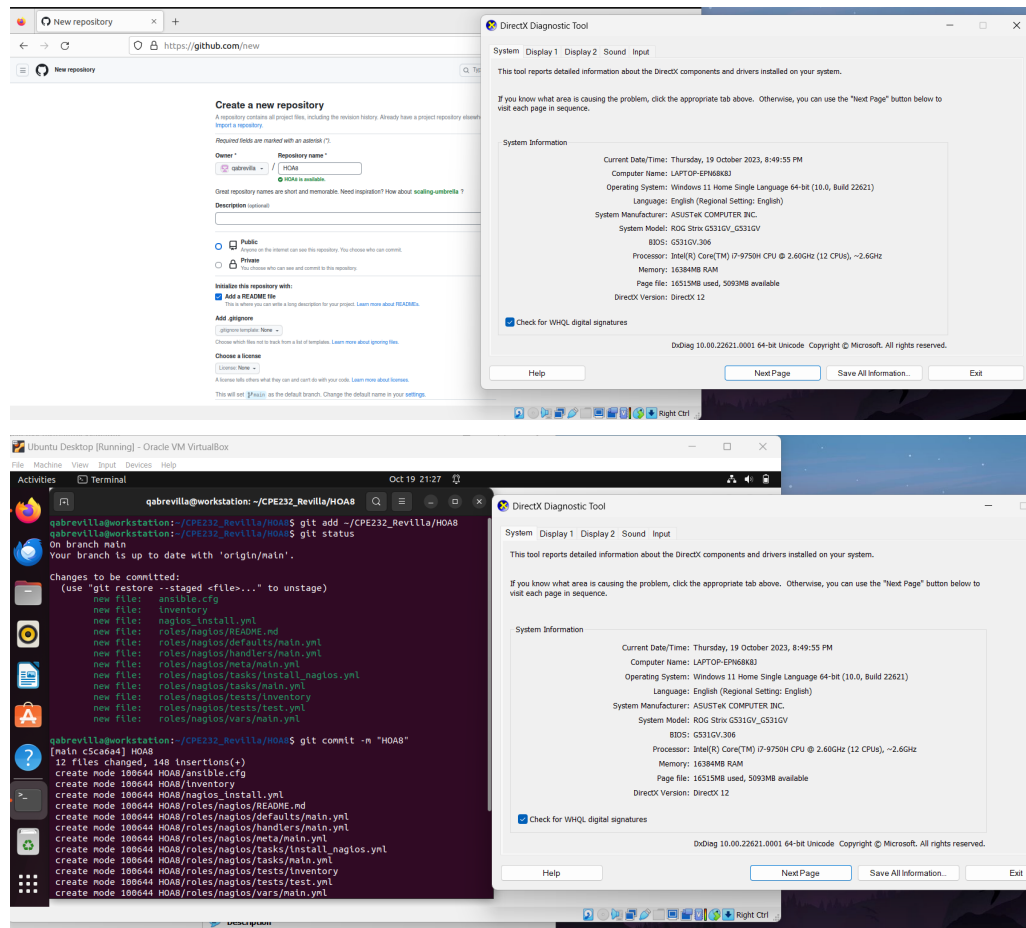 New repository × +
https://github.com/new
New repository
Create a new repository
A repository contains all project files, including the revision history. Already have a project repository
Import a repository.
Required fields are marked with an asterisk (*).
Owner * Repository name *
qabrevilla / HOA8
HOA8 is available.
Great repository names are short and memorable. Need inspiration? How about scaling-umbrella ?
Description (optional)
Public
Anyone on the internet can see this repository. You choose who can commit.
Private
You choose who can see and commit to this repository.
Initialize this repository with:
Add a README file
This is where you can write a long description for your project. Learn more about READMEs.
Add .gitignore
.gitignore template: None
Choose which files not to track from a list of templates. Learn more about ignoring files.
Choose a license
License: None
A license tells others what they can and can't do with your code. Learn more about licenses.
This will set main as the default branch. Change the default name in your settings.
DirectX Diagnostic Tool
System Display 1 Display 2 Sound Input
This tool reports detailed information about the DirectX components and drivers installed on your system.
If you know what area is causing the problem, click the appropriate tab above. Otherwise, you can use the "Next Page" button below to
visit each page in sequence.
System Information
Current Date/Time: Thursday, 19 October 2023, 8:49:55 PM
Computer Name: LAPTOP-EPN68K8J
Operating System: Windows 11 Home Single Language 64-bit (10.0, Build 22621)
Language: English (Regional Setting: English)
System Manufacturer: ASUSTeK COMPUTER INC.
System Model: ROG Strix G531GV_G531GV
BIOS: G531GV.306
Processor: Intel(R) Core(TM) i7-9750H CPU @ 2.60GHz (12 CPUs), ~2.6GHz
Memory: 16384MB RAM
Page file: 16515MB used, 5093MB available
DirectX Version: DirectX 12
Check for WHQL digital signatures
DxDiag 10.00.22621.0001 64-bit Unicode Copyright © Microsoft. All rights reserved.
Help Next Page Save All Information... Exit
Right Ctrl
Ubuntu Desktop [Running] - Oracle VM VirtualBox
File Machine View Input Devices Help
Activities Terminal Oct 19 21:27
qabrevilla@workstation: ~/CPE232_Revilla/HOA8
qabrevilla@workstation:~/CPE232_Revilla/HOA8$ git add ~/CPE232_Revilla/HOA8
qabrevilla@workstation:~/CPE232_Revilla/HOA8$ git status
On branch main
Your branch is up to date with 'origin/main'.
Changes to be committed:
(use "git restore --staged <file>..." to unstage)
new file: ansible.cfg
new file: inventory
new file: nagios_install.yml
new file: roles/nagios/README.md
new file: roles/nagios/defaults/main.yml
new file: roles/nagios/handlers/main.yml
new file: roles/nagios/meta/main.yml
new file: roles/nagios/tasks/install_nagios.yml
new file: roles/nagios/tasks/main.yml
new file: roles/nagios/tests/inventory
new file: roles/nagios/tests/test.yml
new file: roles/nagios/vars/main.yml
qabrevilla@workstation:~/CPE232_Revilla/HOA8$ git commit -m "HOA8"
[main c5ca6a4] HOA8
12 files changed, 148 insertions(+)
create mode 100644 HOA8/ansible.cfg
create mode 100644 HOA8/inventory
create mode 100644 HOA8/nagios_install.yml
create mode 100644 HOA8/roles/nagios/README.md
create mode 100644 HOA8/roles/nagios/defaults/main.yml
create mode 100644 HOA8/roles/nagios/handlers/main.yml
create mode 100644 HOA8/roles/nagios/meta/main.yml
create mode 100644 HOA8/roles/nagios/tasks/install_nagios.yml
create mode 100644 HOA8/roles/nagios/tasks/main.yml
create mode 100644 HOA8/roles/nagios/tests/inventory
create mode 100644 HOA8/roles/nagios/tests/test.yml
create mode 100644 HOA8/roles/nagios/vars/main.yml
DirectX Diagnostic Tool
System Display 1 Display 2 Sound Input
This tool reports detailed information about the DirectX components and drivers installed on your system.
If you know what area is causing the problem, click the appropriate tab above. Otherwise, you can use the "Next Page" button below to
visit each page in sequence.
System Information
Current Date/Time: Thursday, 19 October 2023, 8:49:55 PM
Computer Name: LAPTOP-EPN68K8J
Operating System: Windows 11 Home Single Language 64-bit (10.0, Build 22621)
Language: English (Regional Setting: English)
System Manufacturer: ASUSTeK COMPUTER INC.
System Model: ROG Strix G531GV_G531GV
BIOS: G531GV.306
Processor: Intel(R) Core(TM) i7-9750H CPU @ 2.60GHz (12 CPUs), ~2.6GHz
Memory: 16384MB RAM
Page file: 16515MB used, 5093MB available
DirectX Version: DirectX 12
Check for WHQL digital signatures
DxDiag 10.00.22621.0001 64-bit Unicode Copyright © Microsoft. All rights reserved.
Help Next Page Save All Information... Exit
Right Ctrl
Description